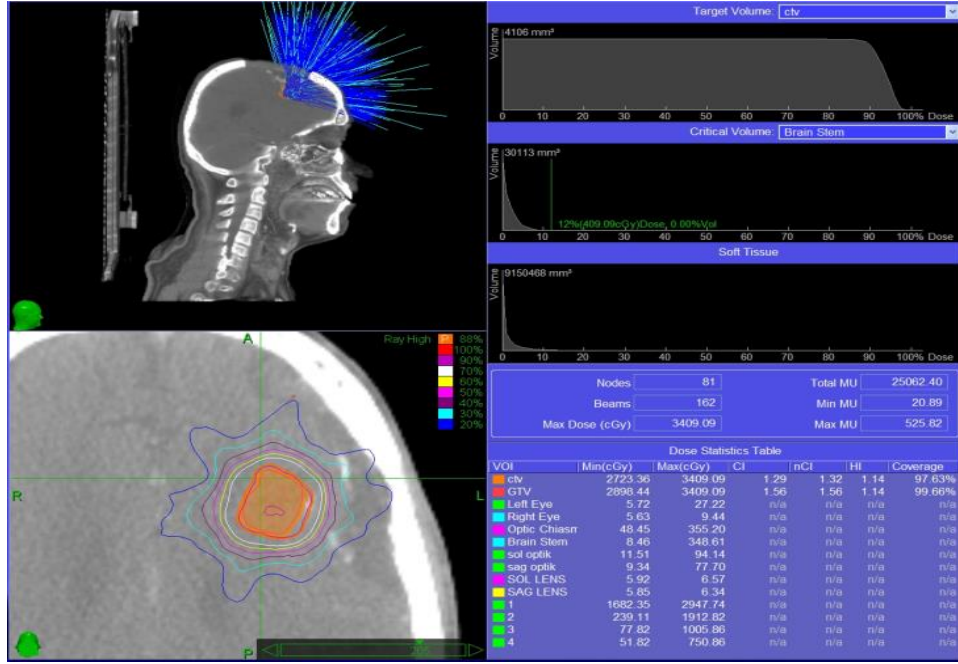 Target Volume: ctv
Volume
4106 mm³
0 10 20 30 40 50 60 70 80 90 100% Dose
Critical Volume: Brain Stem
Volume
30113 mm³
12%(409.09cGy)Dose, 0.00%Vol
0 10 20 30 40 50 60 70 80 90 100% Dose
Soft Tissue
Volume
9150468 mm³
0 10 20 30 40 50 60 70 80 90 100% Dose
A
R
L
P
Ray High P 88%
100%
90%
70%
60%
50%
40%
30%
20%
205
Nodes 81 Total MU 25062.40
Beams 162 Min MU 20.89
Max Dose (cGy) 3409.09 Max MU 525.82
Dose Statistics Table
VOI Min(cGy) Max(cGy) CI nCI HI Coverage
ctv 2723.36 3409.09 1.29 1.32 1.14 97.63%
GTV 2898.44 3409.09 1.56 1.56 1.14 99.66%
Left Eye 5.72 27.22 n/a n/a n/a n/a
Right Eye 5.63 9.44 n/a n/a n/a n/a
Optic Chiasm 48.45 355.20 n/a n/a n/a n/a
Brain Stem 8.46 348.61 n/a n/a n/a n/a
sol optik 11.51 94.14 n/a n/a n/a n/a
sag optik 9.34 77.70 n/a n/a n/a n/a
SOL LENS 5.92 6.57 n/a n/a n/a n/a
SAG LENS 5.85 6.34 n/a n/a n/a n/a
1 1682.35 2947.74 n/a n/a n/a n/a
2 239.11 1912.82 n/a n/a n/a n/a
3 77.82 1005.86 n/a n/a n/a n/a
4 51.82 750.86 n/a n/a n/a n/a